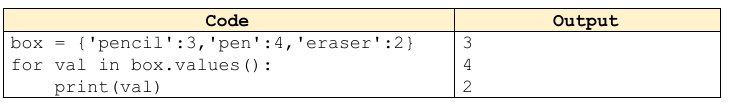 Code Output
box = {'pencil':3,'pen':4,'eraser':2} 3
for val in box.values(): 4
    print(val) 2